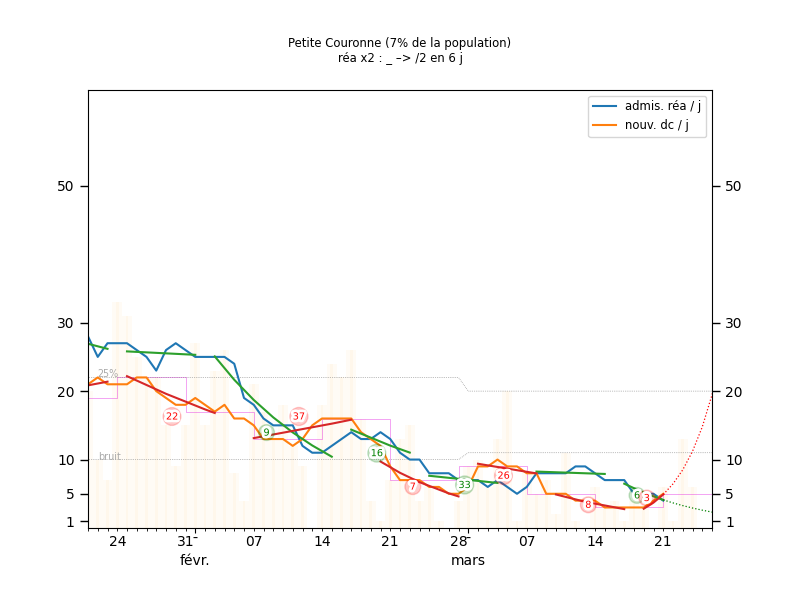 Petite Couronne (7% de la population)
réa x2 : _ –> /2 en 6 j
admis. réa / j
nouv. dc / j
50 50
30 30
25%
20 20
22 37
9
16
bruit
10 10
26
33
7
6 3
5 5
8
1 1
24 31 07 14 21 28 07 14 21
févr. mars